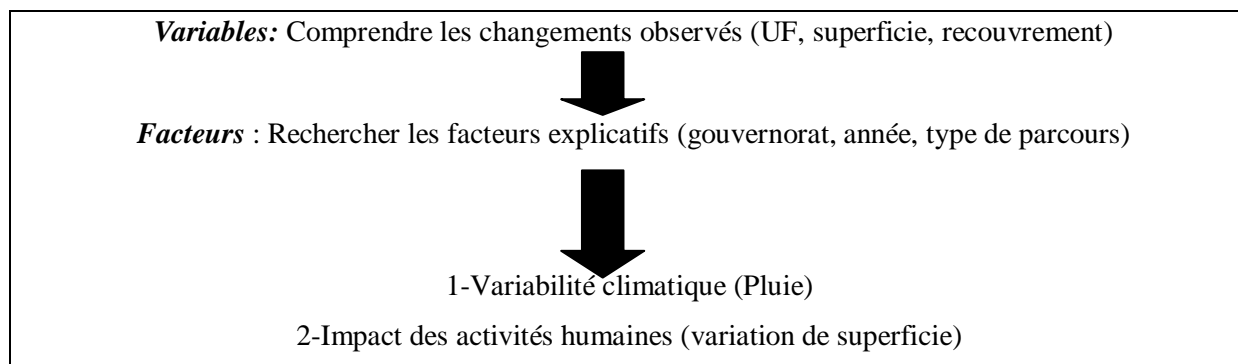 Variables: Comprendre les changements observés (UF, superficie, recouvrement)
Facteurs : Rechercher les facteurs explicatifs (gouvernorat, année, type de parcours)
1-Variabilité climatique (Pluie)
2-Impact des activités humaines (variation de superficie)